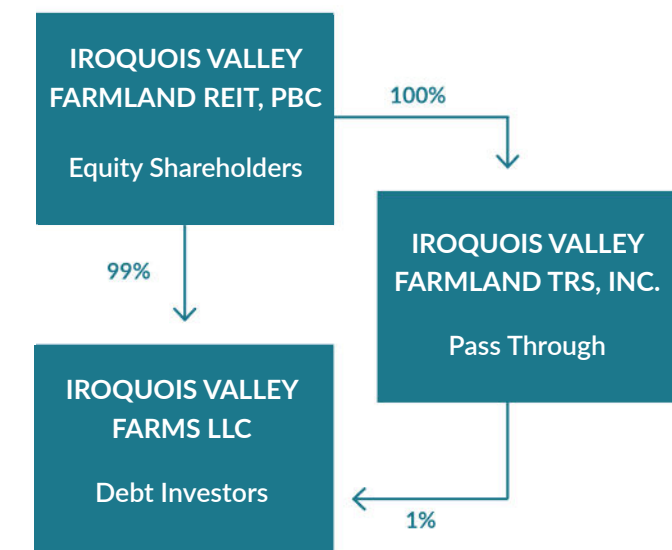 IROQUOIS VALLEY
FARMLAND REIT, PBC
Equity Shareholders
100%
IROQUOIS VALLEY
FARMLAND TRS, INC.
Pass Through
99%
IROQUOIS VALLEY
FARMS LLC
Debt Investors
1%